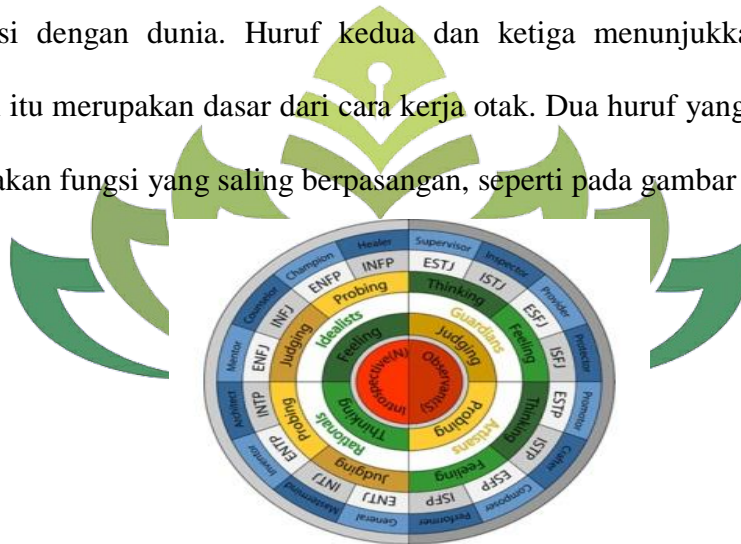 si dengan dunia. Huruf kedua dan ketiga menunjukka
itu merupakan dasar dari cara kerja otak. Dua huruf yang
akan fungsi yang saling berpasangan, seperti pada gambar
Healer
Supervisor
Inspector
Provider
Protector
Promotor
Crafter
Composer
Performer
General
Mastermind
Inventor
Architect
Mentor
Counselor
Champion
INFP
ESTJ
ISTJ
ESFJ
ISFJ
ESTP
ISTP
ESFP
ISFP
ENTJ
INTJ
ENTP
INTP
ENFJ
INFJ
ENFP
Probing
Thinking
Feeling
Thinking
Feeling
Judging
Probing
Judging
Idealists
Guardians
Artisans
Rationals
Feeling
Judging
Probing
Thinking
Introspective(N)
Observant(S)